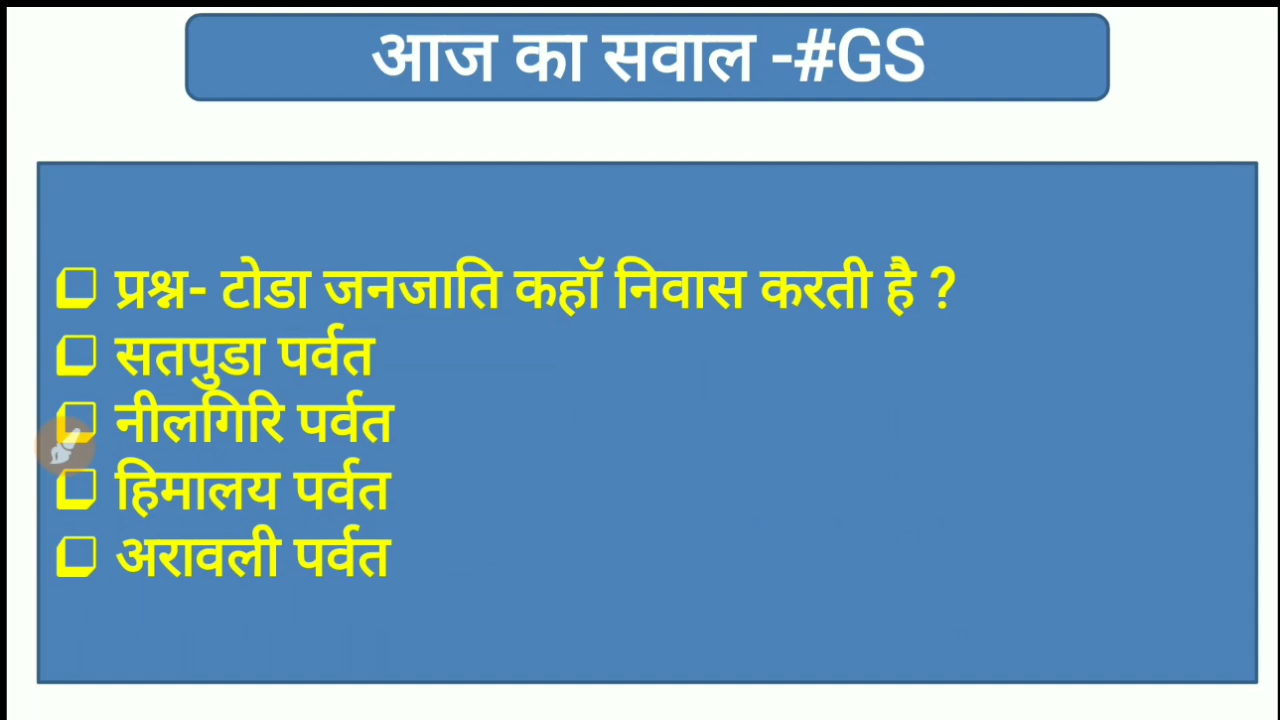 आज का सवाल -#GS
प्रश्न- टोडा जनजाति कहॉ निवास करती है ?
सतपुडा पर्वत
नीलगिरि पर्वत
हिमालय पर्वत
अरावली पर्वत